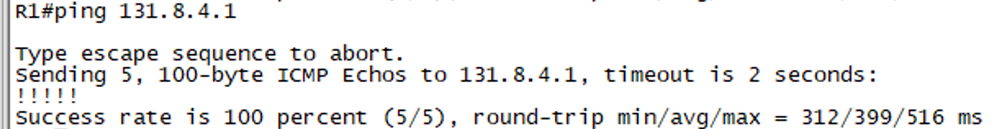 R1#ping 131.8.4.1
Type escape sequence to abort.
Sending 5, 100-byte ICMP Echos to 131.8.4.1, timeout is 2 seconds:
!!!!!
Success rate is 100 percent (5/5), round-trip min/avg/max = 312/399/516 ms